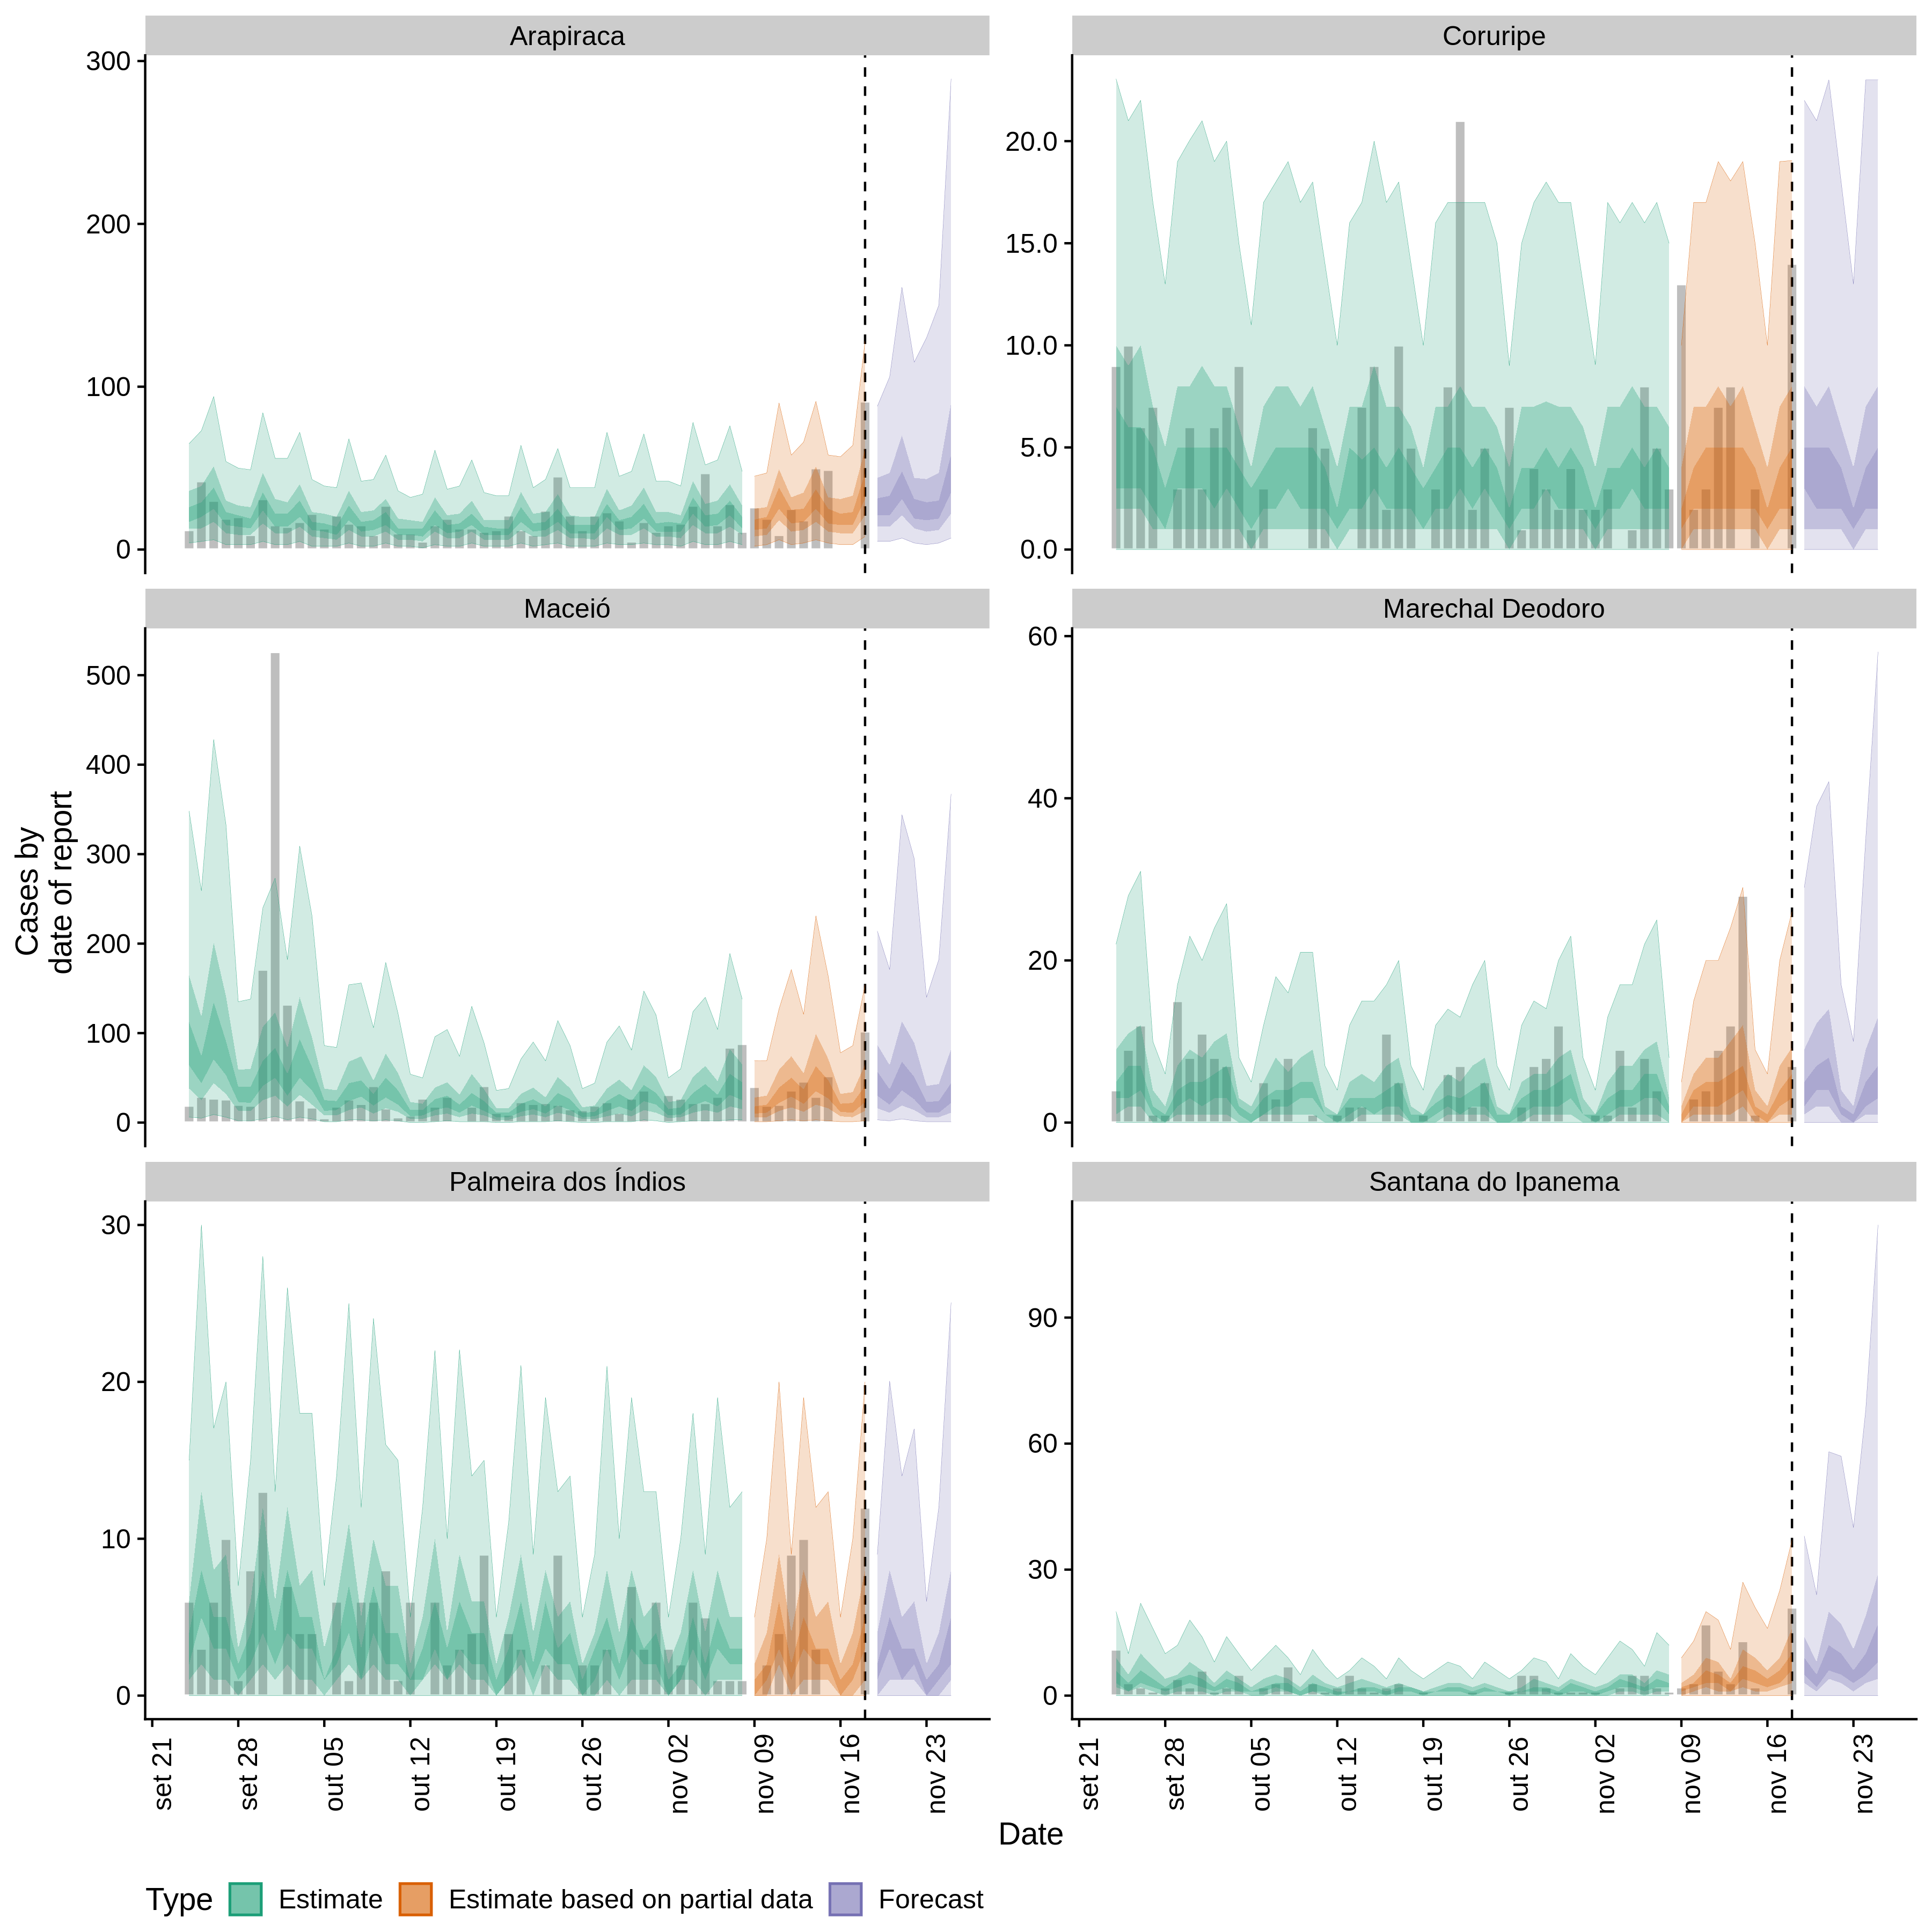 Arapiraca
Coruripe
300
200
100
0
20.0
15.0
10.0
5.0
0.0
Maceió
Marechal Deodoro
500
400
300
200
100
0
60
40
20
0
Cases by
date of report
Palmeira dos Índios
Santana do Ipanema
30
20
10
0
90
60
30
0
set 21
set 28
out 05
out 12
out 19
out 26
nov 02
nov 09
nov 16
nov 23
set 21
set 28
out 05
out 12
out 19
out 26
nov 02
nov 09
nov 16
nov 23
Date
Type Estimate Estimate based on partial data Forecast